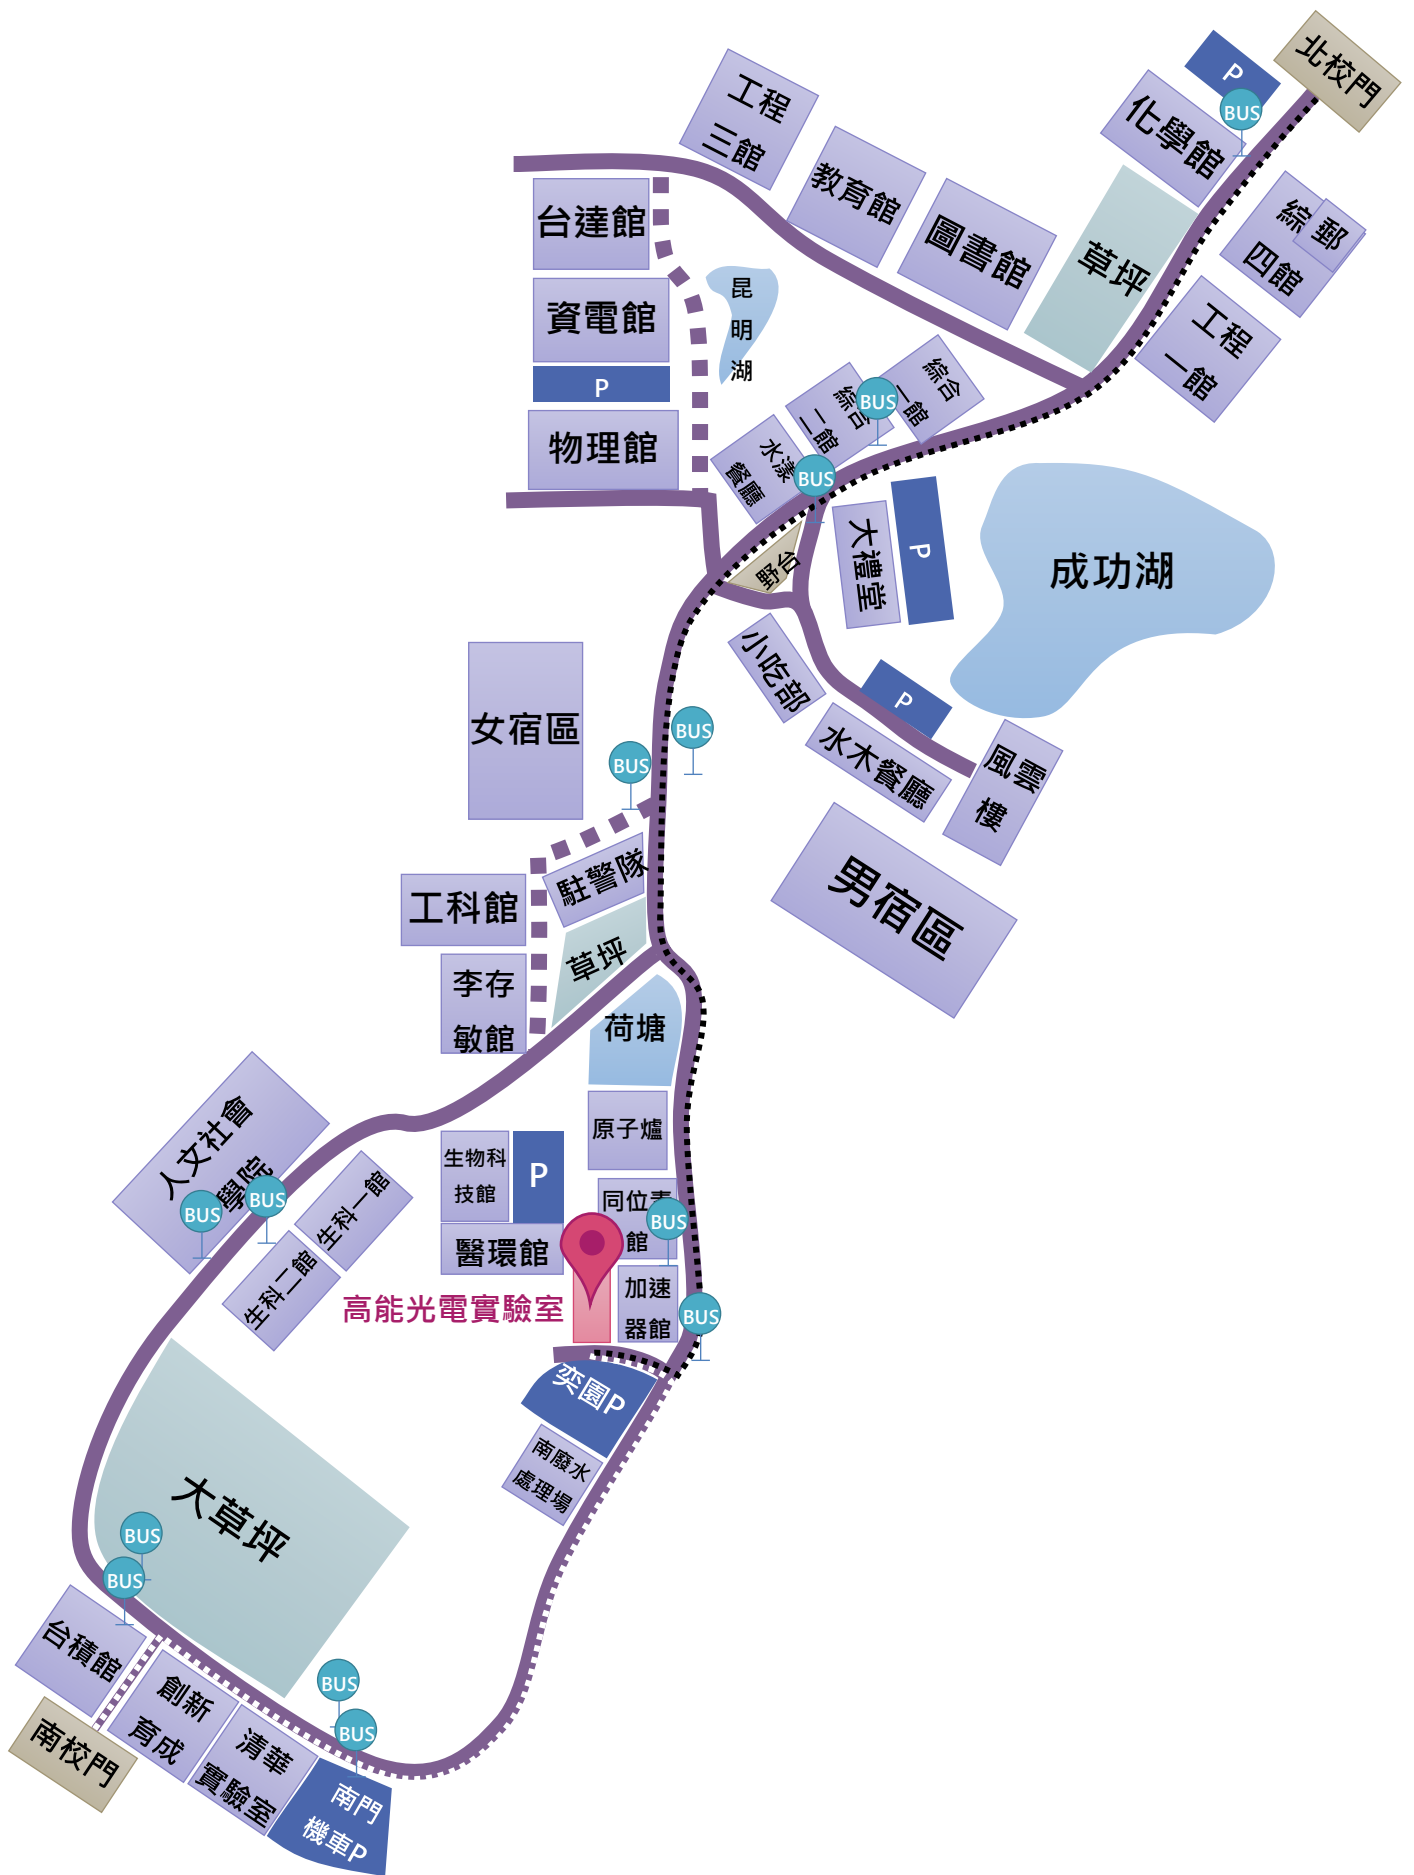 北校門
P
BUS
化學館
工程
三館
教育館
圖書館
草坪
綜
四館
郵
工程
一館
台達館
資電館
P
物理館
昆
明
湖
綜合
一館
BUS
綜合
二館
水漾
餐廳
BUS
野台
大禮堂
P
成功湖
小吃部
P
水木餐廳
風雲
樓
男宿區
女宿區
BUS
BUS
駐警隊
工科館
草坪
李存
敏館
荷塘
原子爐
人文社會
學院
BUS
BUS
生科一館
生科二館
生物科
技館
P
醫環館
同位素
館
BUS
高能光電實驗室
加速
器館
BUS
奕園P
南廢水
處理場
大草坪
BUS
BUS
台積館
南校門
創新
育成
清華
實驗室
BUS
BUS
南門
機車P